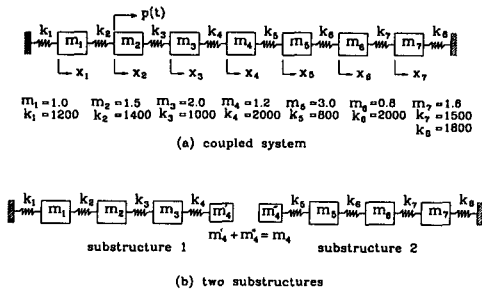 p(t)
k₁ m₁ k₂ m₂ k₃ m₃ k₄ m₄ k₅ m₅ k₆ m₆ k₇ m₇ k₈
x₁ x₂ x₃ x₄ x₅ x₆ x₇
m₁=1.0 m₂=1.5 m₃=2.0 m₄=1.2 m₅=3.0 m₆=0.8 m₇=1.6
k₁=1200 k₂=1400 k₃=1000 k₄=2000 k₅=800 k₆=2000 k₇=1500
k₈=1800
(a) coupled system
k₁ m₁ k₂ m₂ k₃ m₃ k₄ m₄′ m₄″ k₅ m₅ k₆ m₆ k₇ m₇ k₈
substructure 1 m₄′+m₄″=m₄ substructure 2
(b) two substructures